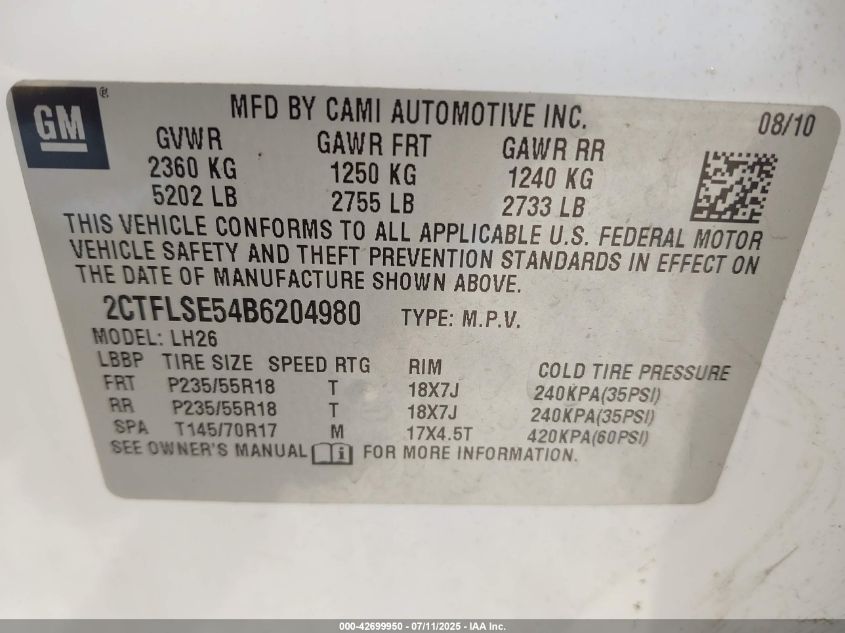 GM ®
MFD BY CAMI AUTOMOTIVE INC. 08/10
GVWR GAWR FRT GAWR RR
2360 KG 1250 KG 1240 KG
5202 LB 2755 LB 2733 LB
THIS VEHICLE CONFORMS TO ALL APPLICABLE U.S. FEDERAL MOTOR
VEHICLE SAFETY AND THEFT PREVENTION STANDARDS IN EFFECT ON
THE DATE OF MANUFACTURE SHOWN ABOVE.
2CTFLSE54B6204980 TYPE: M.P.V.
MODEL: LH26
LBBP TIRE SIZE SPEED RTG RIM COLD TIRE PRESSURE
FRT P235/55R18 T 18X7J 240KPA(35PSI)
RR P235/55R18 T 18X7J 240KPA(35PSI)
SPA T145/70R17 M 17X4.5T 420KPA(60PSI)
SEE OWNER'S MANUAL i FOR MORE INFORMATION.
000-42699950 - 07/11/2025 - IAA Inc.